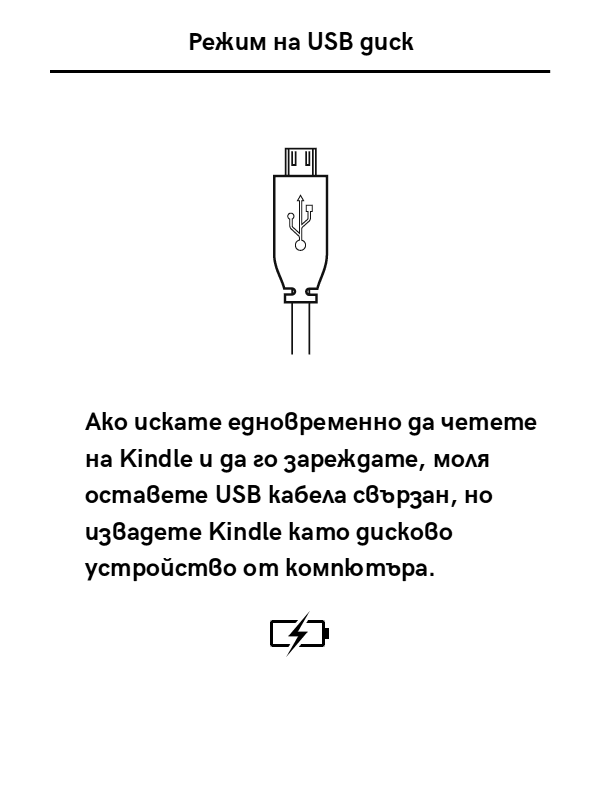 Режим на USB диск
Ако искате едновременно да четете
на Kindle и да го зареждате, моля
оставете USB кабела свързан, но
извадете Kindle като дисково
устройство от компютъра.